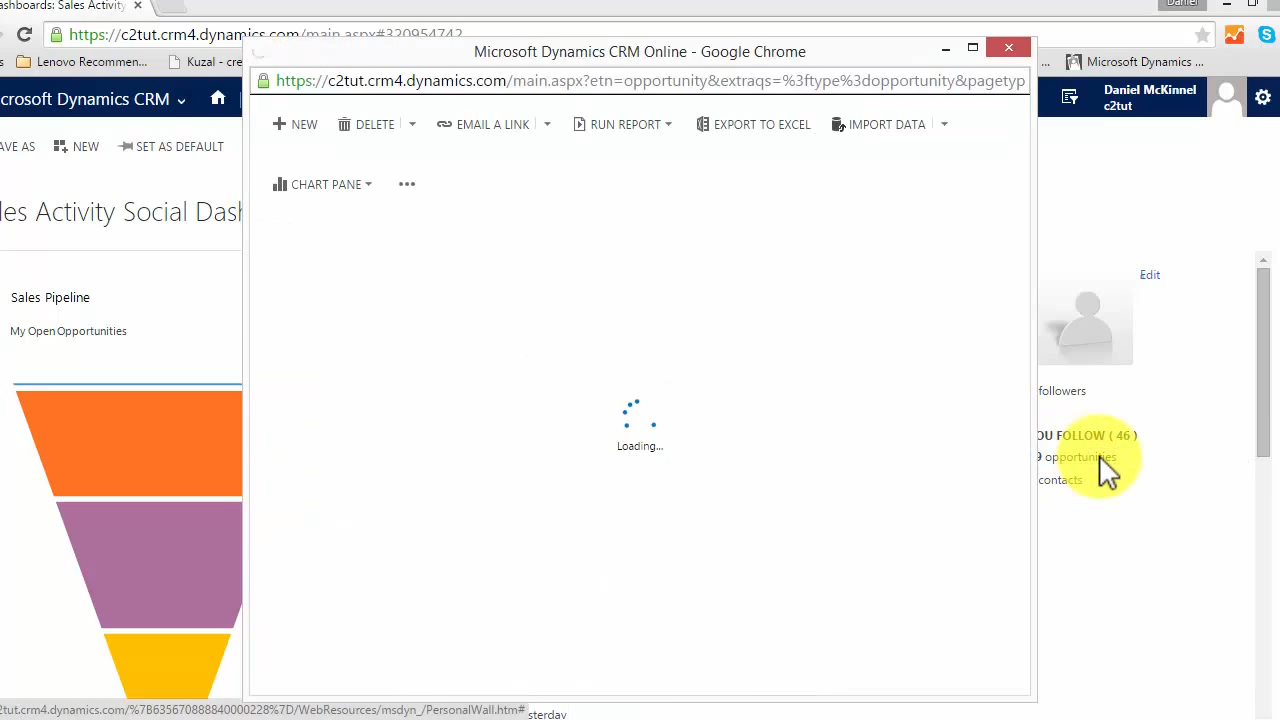 ashboards: Sales Activity
Daniel
https://c2tut.crm4.dynamics.com/main.aspx#320954742
Lenovo Recommen...
Kuzal - cre
Microsoft Dynamics ...
crosoft Dynamics CRM
Daniel McKinnel
c2tut
AVE AS
NEW
SET AS DEFAULT
les Activity Social Dash
Sales Pipeline
My Open Opportunities
Microsoft Dynamics CRM Online - Google Chrome
https://c2tut.crm4.dynamics.com/main.aspx?etn=opportunity&extraqs=%3ftype%3dopportunity&pagetyp
NEW
DELETE
EMAIL A LINK
RUN REPORT
EXPORT TO EXCEL
IMPORT DATA
CHART PANE
Loading...
Edit
followers
OU FOLLOW ( 46 )
9 opportunities
contacts
2tut.crm4.dynamics.com/%7B635670888840000228%7D/WebResources/msdyn_/PersonalWall.htm#
sterday